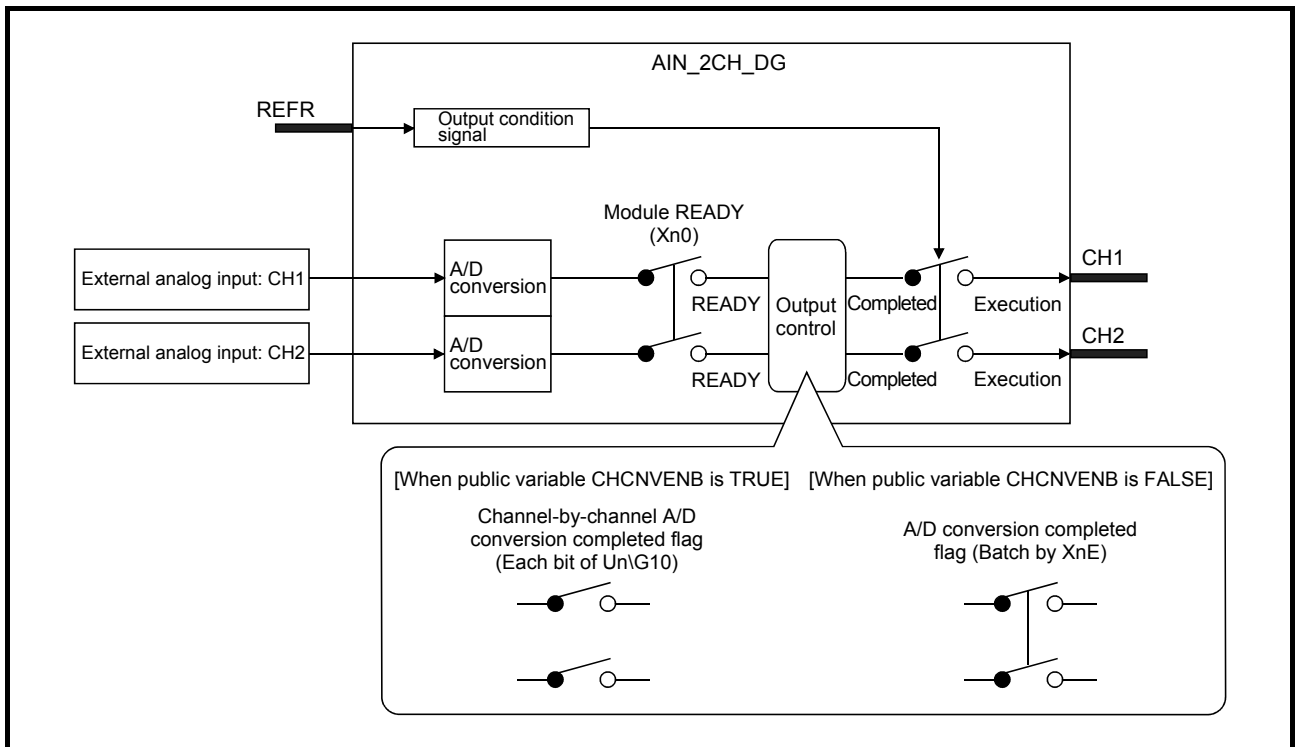 AIN_2CH_DG
REFR
Output condition
signal
Module READY
(Xn0)
External analog input: CH1
A/D
conversion
READY
Output
control
Completed
Execution
CH1
External analog input: CH2
A/D
conversion
READY
Completed
Execution
CH2
[When public variable CHCNVENB is TRUE]
[When public variable CHCNVENB is FALSE]
Channel-by-channel A/D
conversion completed flag
(Each bit of Un\G10)
A/D conversion completed
flag (Batch by XnE)